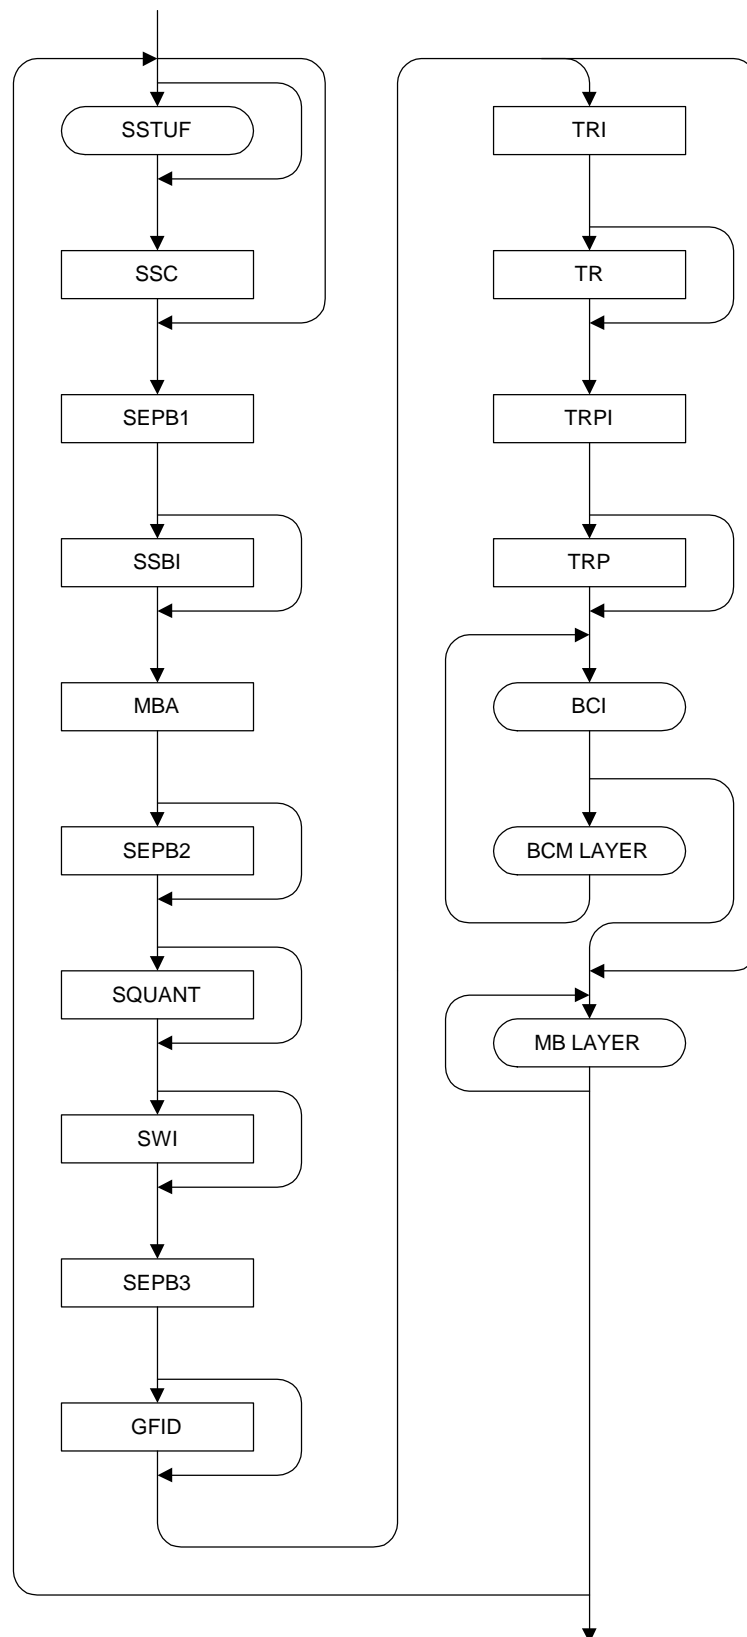 SSTUF
SSC
SEPB1
SSBI
MBA
SEPB2
SQUANT
SWI
SEPB3
GFID
TRI
TR
TRPI
TRP
BCI
BCM LAYER
MB LAYER